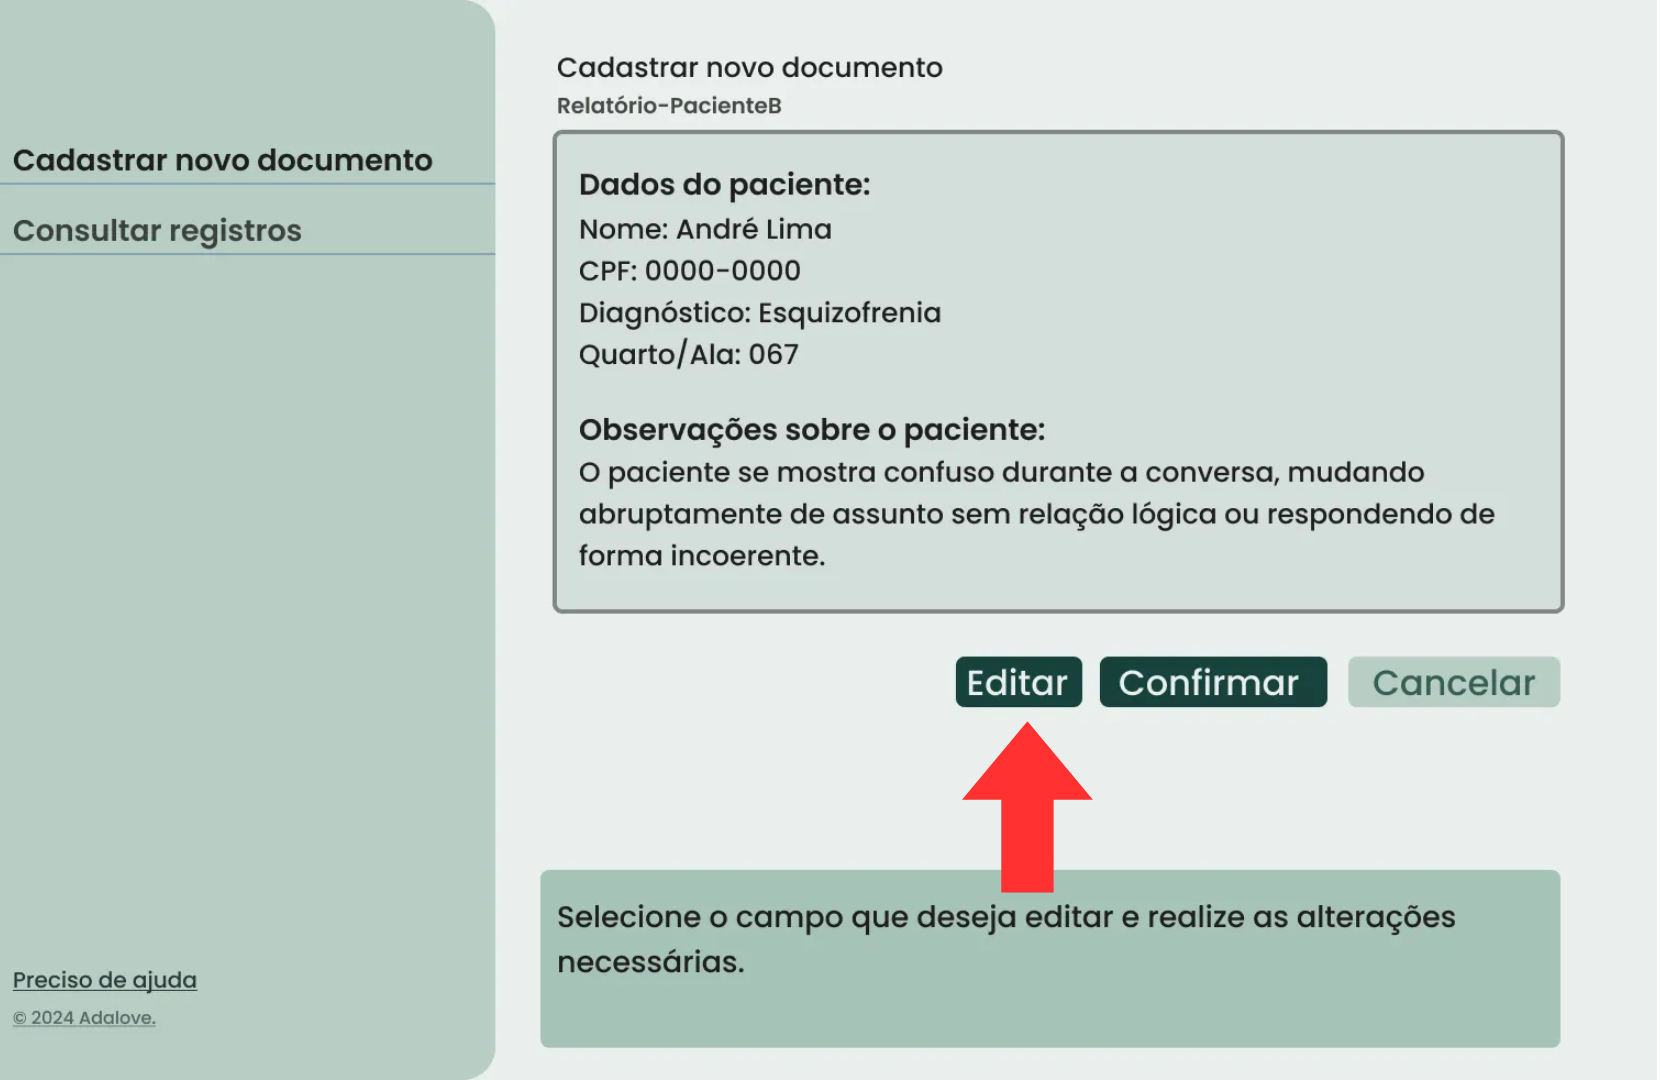 Cadastrar novo documento
Consultar registros
Preciso de ajuda
© 2024 Adalove.
Cadastrar novo documento
Relatório-PacienteB
Dados do paciente:
Nome: André Lima
CPF: 0000-0000
Diagnóstico: Esquizofrenia
Quarto/Ala: 067
Observações sobre o paciente:
O paciente se mostra confuso durante a conversa, mudando
abruptamente de assunto sem relação lógica ou respondendo de
forma incoerente.
Editar
Confirmar
Cancelar
Selecione o campo que deseja editar e realize as alterações
necessárias.